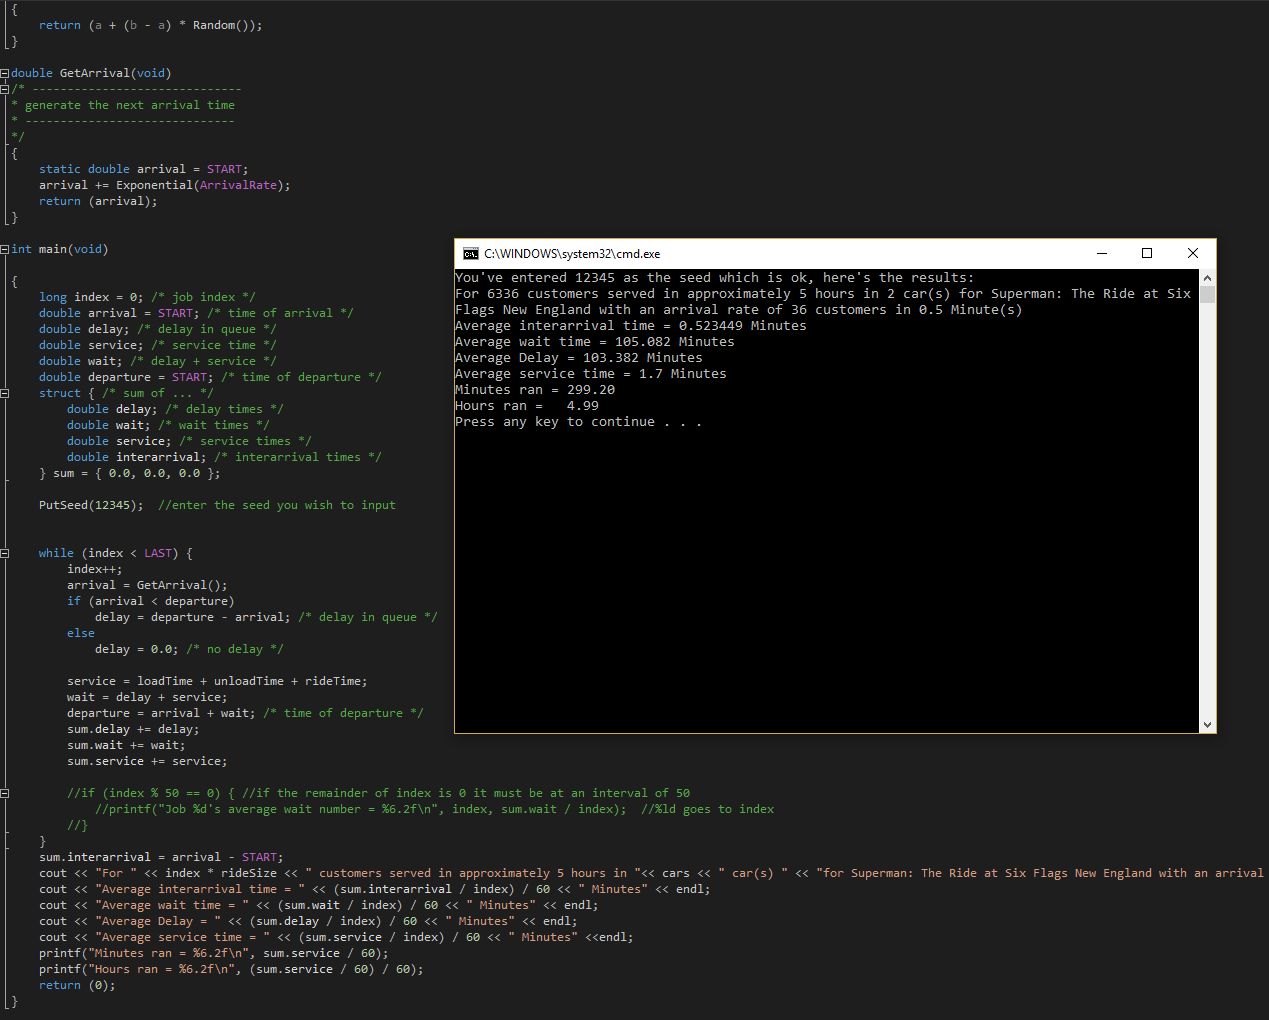 {
    return (a + (b - a) * Random());
}
double GetArrival(void)
/* ------------------------------
* generate the next arrival time
* ------------------------------
*/
{
    static double arrival = START;
    arrival += Exponential(ArrivalRate);
    return (arrival);
}
int main(void)
{
    long index = 0; /* job index */
    double arrival = START; /* time of arrival */
    double delay; /* delay in queue */
    double service; /* service time */
    double wait; /* delay + service */
    double departure = START; /* time of departure */
    struct { /* sum of ... */
        double delay; /* delay times */
        double wait; /* wait times */
        double service; /* service times */
        double interarrival; /* interarrival times */
    } sum = { 0.0, 0.0, 0.0 };
    PutSeed(12345);  //enter the seed you wish to input
    while (index < LAST) {
        index++;
        arrival = GetArrival();
        if (arrival < departure)
            delay = departure - arrival; /* delay in queue */
        else
            delay = 0.0; /* no delay */
        service = loadTime + unloadTime + rideTime;
        wait = delay + service;
        departure = arrival + wait; /* time of departure */
        sum.delay += delay;
        sum.wait += wait;
        sum.service += service;
        //if (index % 50 == 0) { //if the remainder of index is 0 it must be at an interval of 50
            //printf("Job %d's average wait number = %6.2f\n", index, sum.wait / index);  //%ld goes to index
        //}
    }
    sum.interarrival = arrival - START;
    cout << "For " << index * rideSize << " customers served in approximately 5 hours in "<< cars << " car(s) " << "for Superman: The Ride at Six Flags New England with an arrival
    cout << "Average interarrival time = " << (sum.interarrival / index) / 60 << " Minutes" << endl;
    cout << "Average wait time = " << (sum.wait / index) / 60 << " Minutes" << endl;
    cout << "Average Delay = " << (sum.delay / index) / 60 << " Minutes" << endl;
    cout << "Average service time = " << (sum.service / index) / 60 << " Minutes" <<endl;
    printf("Minutes ran = %6.2f\n", sum.service / 60);
    printf("Hours ran = %6.2f\n", (sum.service / 60) / 60);
    return (0);
}
C:\WINDOWS\system32\cmd.exe
You've entered 12345 as the seed which is ok, here's the results:
For 6336 customers served in approximately 5 hours in 2 car(s) for Superman: The Ride at Six
Flags New England with an arrival rate of 36 customers in 0.5 Minute(s)
Average interarrival time = 0.523449 Minutes
Average wait time = 105.082 Minutes
Average Delay = 103.382 Minutes
Average service time = 1.7 Minutes
Minutes ran = 299.20
Hours ran =   4.99
Press any key to continue . . .